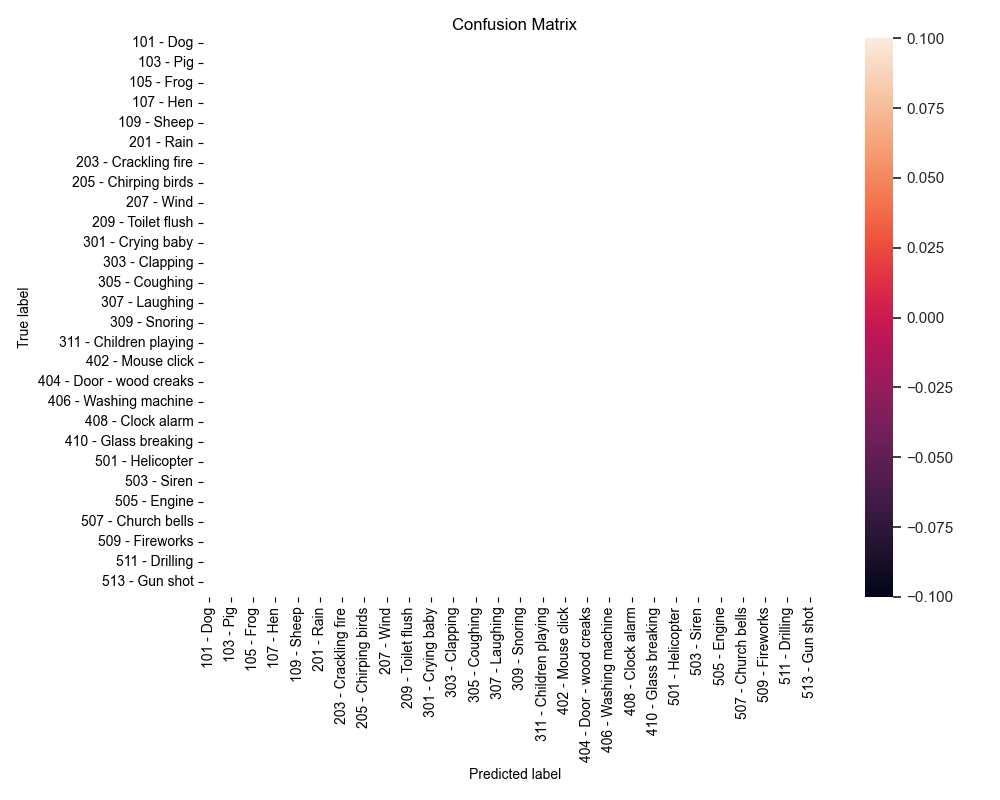 Confusion Matrix
True label
101 - Dog
103 - Pig
105 - Frog
107 - Hen
109 - Sheep
201 - Rain
203 - Crackling fire
205 - Chirping birds
207 - Wind
209 - Toilet flush
301 - Crying baby
303 - Clapping
305 - Coughing
307 - Laughing
309 - Snoring
311 - Children playing
402 - Mouse click
404 - Door - wood creaks
406 - Washing machine
408 - Clock alarm
410 - Glass breaking
501 - Helicopter
503 - Siren
505 - Engine
507 - Church bells
509 - Fireworks
511 - Drilling
513 - Gun shot
101 - Dog
103 - Pig
105 - Frog
107 - Hen
109 - Sheep
201 - Rain
203 - Crackling fire
205 - Chirping birds
207 - Wind
209 - Toilet flush
301 - Crying baby
303 - Clapping
305 - Coughing
307 - Laughing
309 - Snoring
311 - Children playing
402 - Mouse click
404 - Door - wood creaks
406 - Washing machine
408 - Clock alarm
410 - Glass breaking
501 - Helicopter
503 - Siren
505 - Engine
507 - Church bells
509 - Fireworks
511 - Drilling
513 - Gun shot
Predicted label
0.100
0.075
0.050
0.025
0.000
−0.025
−0.050
−0.075
−0.100